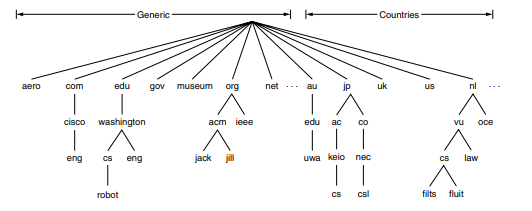 Generic Countries
aero com edu gov museum org net ... au jp uk us nl ...
cisco washington acm ieee edu ac co vu oce
eng cs eng jack jill uwa keio nec cs law
robot cs csl filts fluit